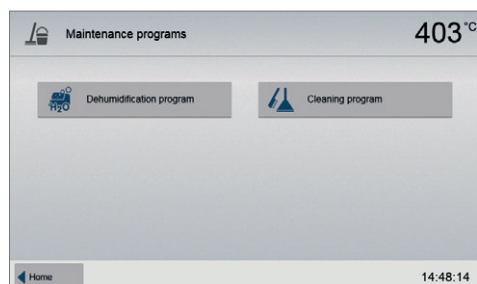 Maintenance programs
403 °C
H2O
Dehumidification program
Cleaning program
Home
14:48:14